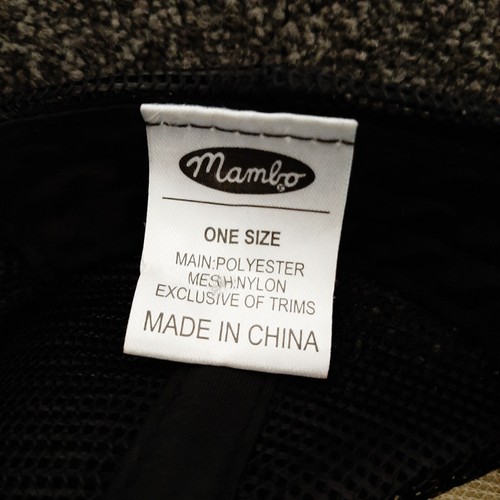 Mambo
ONE SIZE
MAIN:POLYESTER
MESH:NYLON
EXCLUSIVE OF TRIMS
MADE IN CHINA